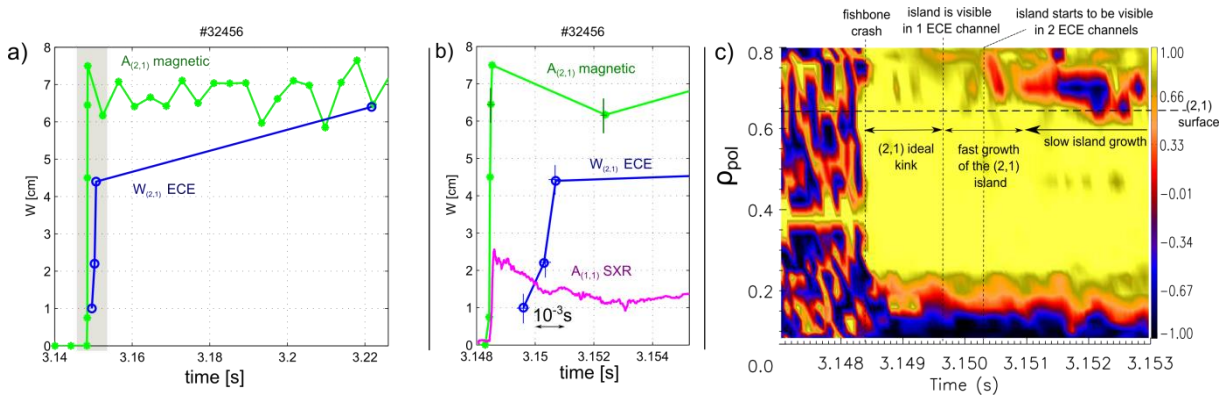 a)
#32456
A(2,1) magnetic
W(2,1) ECE
W [cm]
8
7
6
5
4
3
2
1
0
3.14
3.16
3.18
3.2
3.22
time [s]
b)
#32456
A(2,1) magnetic
W(2,1) ECE
A(1,1) SXR
10⁻³s
W [cm]
8
7
6
5
4
3
2
1
0
3.148
3.15
3.152
3.154
time [s]
c)
fishbone
crash
island is visible
in 1 ECE channel
island starts to be visible
in 2 ECE channels
0.8
0.6
0.4
0.2
0.0
ρpol
(2,1) ideal
kink
fast growth
of the (2,1)
island
slow island growth
(2,1)
surface
1.00
0.66
0.33
−0.01
−0.34
−0.67
−1.00
3.148
3.149
3.150
3.151
3.152
3.153
Time (s)